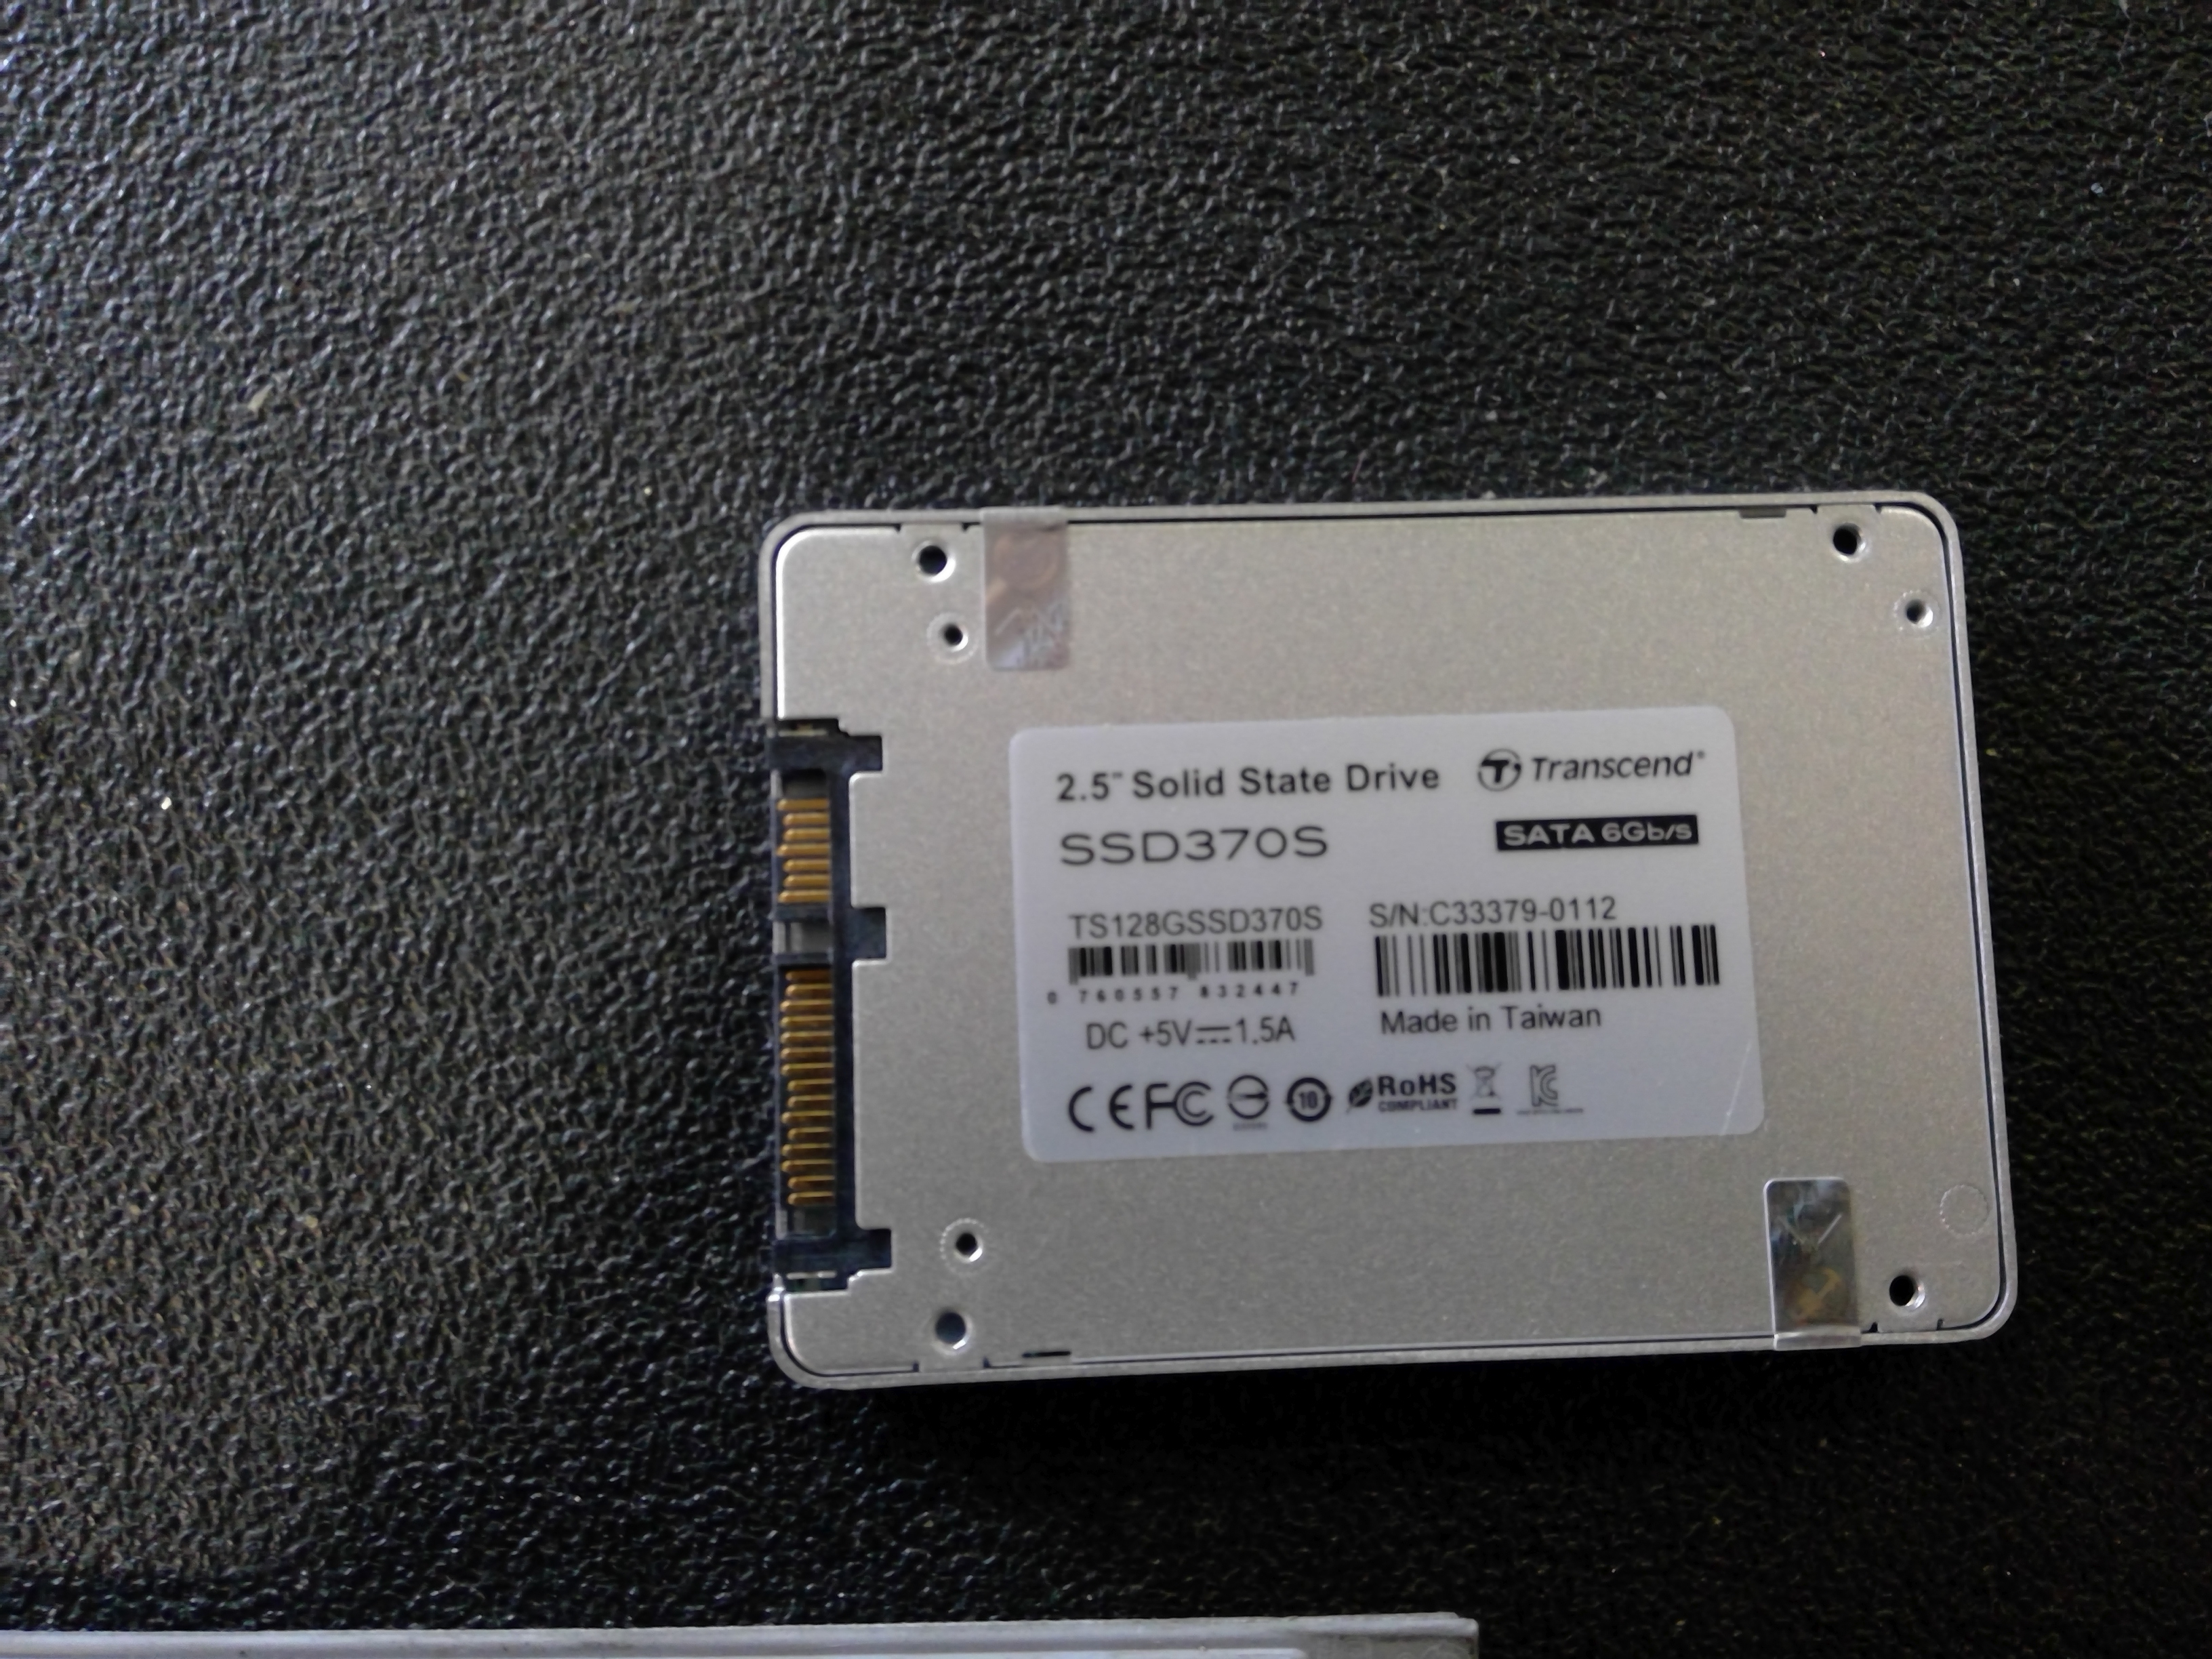 2.5" Solid State Drive
Transcend®
SSD370S
SATA 6Gb/s
TS128GSSD370S
S/N:C33379-0112
0 760557 832447
DC +5V⎓1.5A
Made in Taiwan
CE FC
10
RoHS
COMPLIANT